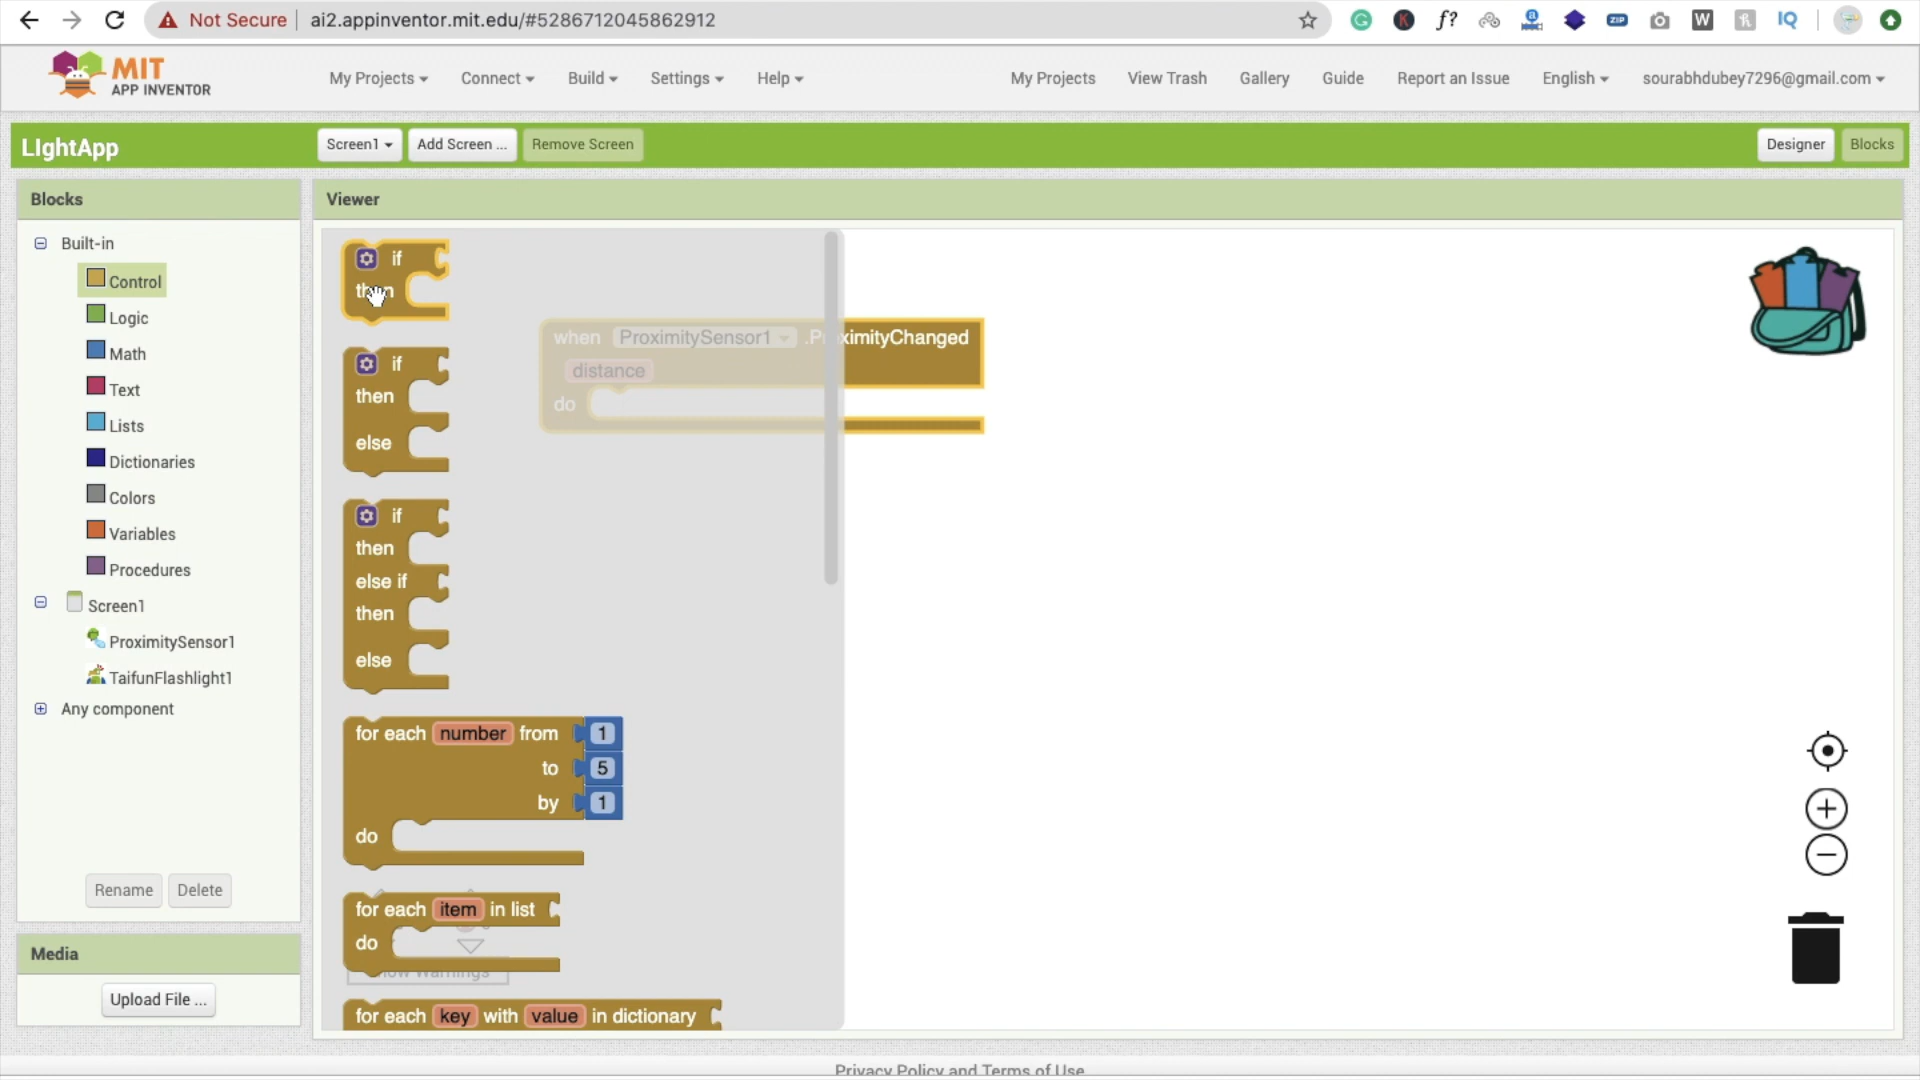 Not Secure
ai2.appinventor.mit.edu/#5286712045862912
MIT
APP INVENTOR
My Projects
Connect
Build
Settings
Help
My Projects
View Trash
Gallery
Guide
Report an Issue
English
sourabhdubey7296@gmail.com
LIghtApp
Screen1
Add Screen ...
Remove Screen
Designer
Blocks
Blocks
Viewer
Built-in
Control
Logic
Math
Text
Lists
Dictionaries
Colors
Variables
Procedures
Screen1
ProximitySensor1
TaifunFlashlight1
Any component
Rename
Delete
Media
Upload File ...
if
then
if
then
else
if
then
else if
then
else
for each number from 1
to 5
by 1
do
for each item in list
do
for each key with value in dictionary
when ProximitySensor1 .ProximityChanged
distance
do
Warnings
Privacy Policy and Terms of Use